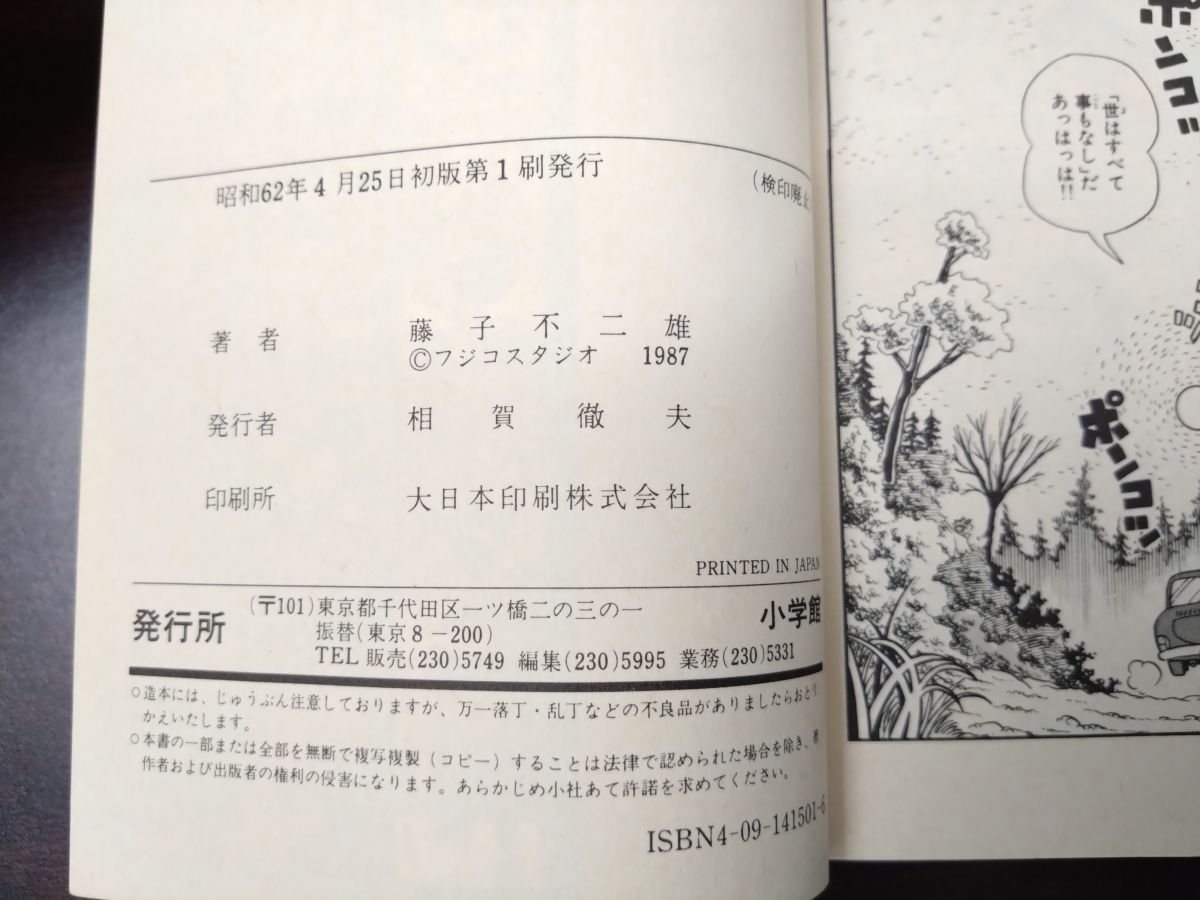 昭和62年4月25日初版第1刷発行
(検印廃止
著者 藤子不二雄
©フジコスタジオ 1987
発行者 相賀徹夫
印刷所 大日本印刷株式会社
PRINTED IN JAPAN
発行所
(〒101)東京都千代田区一ツ橋二の三の一
振替(東京8-200)
TEL 販売(230)5749 編集(230)5995 業務(230)5331
小学館
○造本には、じゅうぶん注意しておりますが、万一落丁・乱丁などの不良品がありましたらおとり
かえいたします。
○本書の一部または全部を無断で複写複製(コピー)することは法律で認められた場合を除き、著
作者および出版者の権利の侵害になります。あらかじめ小社あて許諾を求めてください。
ISBN4-09-141501-6
ポンコッ
「世はすべて
事もなし」だ
あっはっは!!
ポンコッ